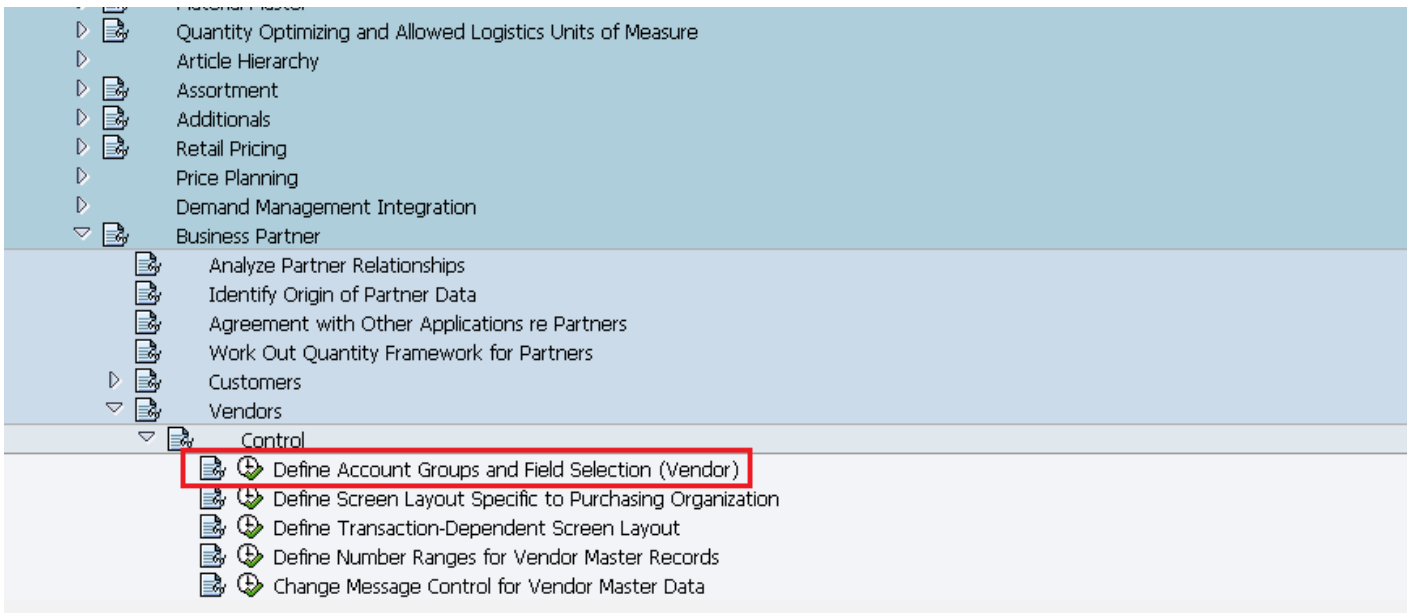 Quantity Optimizing and Allowed Logistics Units of Measure
Article Hierarchy
Assortment
Additionals
Retail Pricing
Price Planning
Demand Management Integration
Business Partner
Analyze Partner Relationships
Identify Origin of Partner Data
Agreement with Other Applications re Partners
Work Out Quantity Framework for Partners
Customers
Vendors
Control
Define Account Groups and Field Selection (Vendor)
Define Screen Layout Specific to Purchasing Organization
Define Transaction-Dependent Screen Layout
Define Number Ranges for Vendor Master Records
Change Message Control for Vendor Master Data